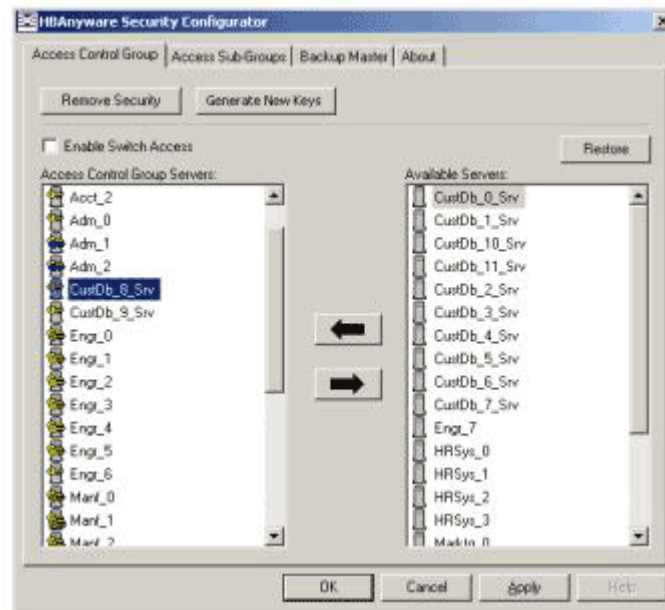 HBAnyware Security Configurator
Access Control Group
Access Sub-Groups
Backup Master
About
Remove Security
Generate New Keys
Enable Switch Access
Restore
Access Control Group Servers:
Acct_2
Adm_0
Adm_1
Adm_2
CustDb_8_Srv
CustDb_9_Srv
Engr_0
Engr_1
Engr_2
Engr_3
Engr_4
Engr_5
Engr_6
Manf_0
Manf_1
Manf_2
Available Servers:
CustDb_0_Srv
CustDb_1_Srv
CustDb_10_Srv
CustDb_11_Srv
CustDb_2_Srv
CustDb_3_Srv
CustDb_4_Srv
CustDb_5_Srv
CustDb_6_Srv
CustDb_7_Srv
Engr_7
HRSys_0
HRSys_1
HRSys_2
HRSys_3
Marktn_0
OK
Cancel
Apply
Help